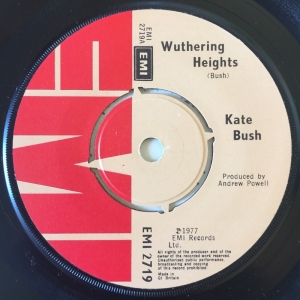 EMI
2719A
EMI
Wuthering
Heights
(Bush)
Kate
Bush
Produced by
Andrew Powell
EMI
EMI 2719
℗1977
EMI Records
Ltd.
All rights of the producer and of the
owner of the recorded work reserved.
Unauthorised public performance,
broadcasting and copying
of this record prohibited.
Made in
Gt Britain